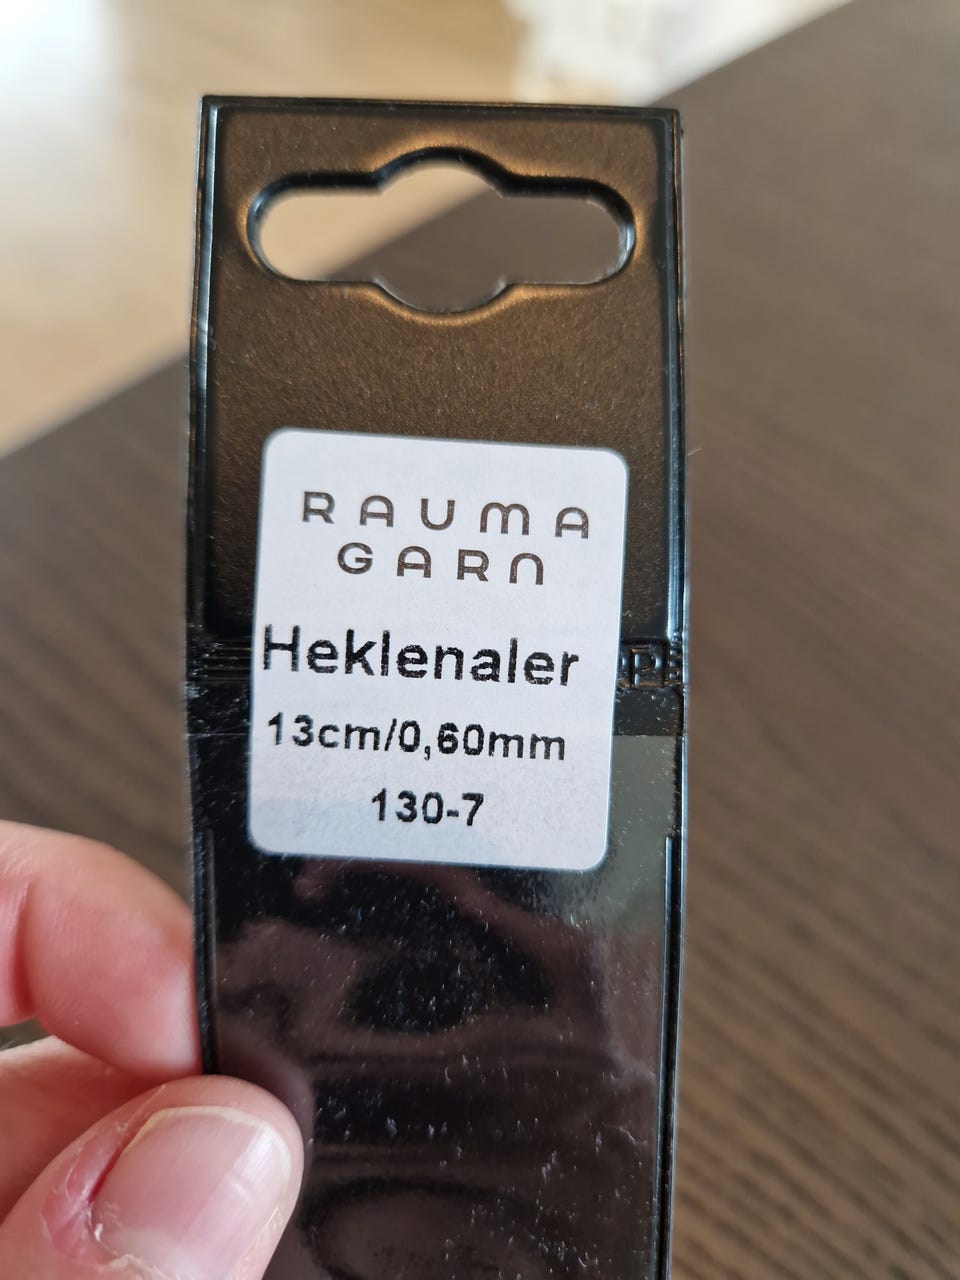 RAUMA
GARN
Heklenaler
13cm/0,60mm
130-7